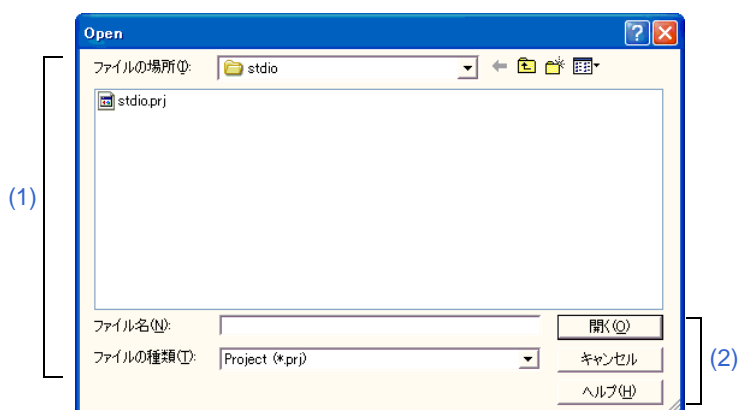 Open
ファイルの場所(I): stdio
stdio.prj
(1)
ファイル名(N): 開く(O)
ファイルの種類(T): Project (*.prj) キャンセル
(2)
ヘルプ(H)